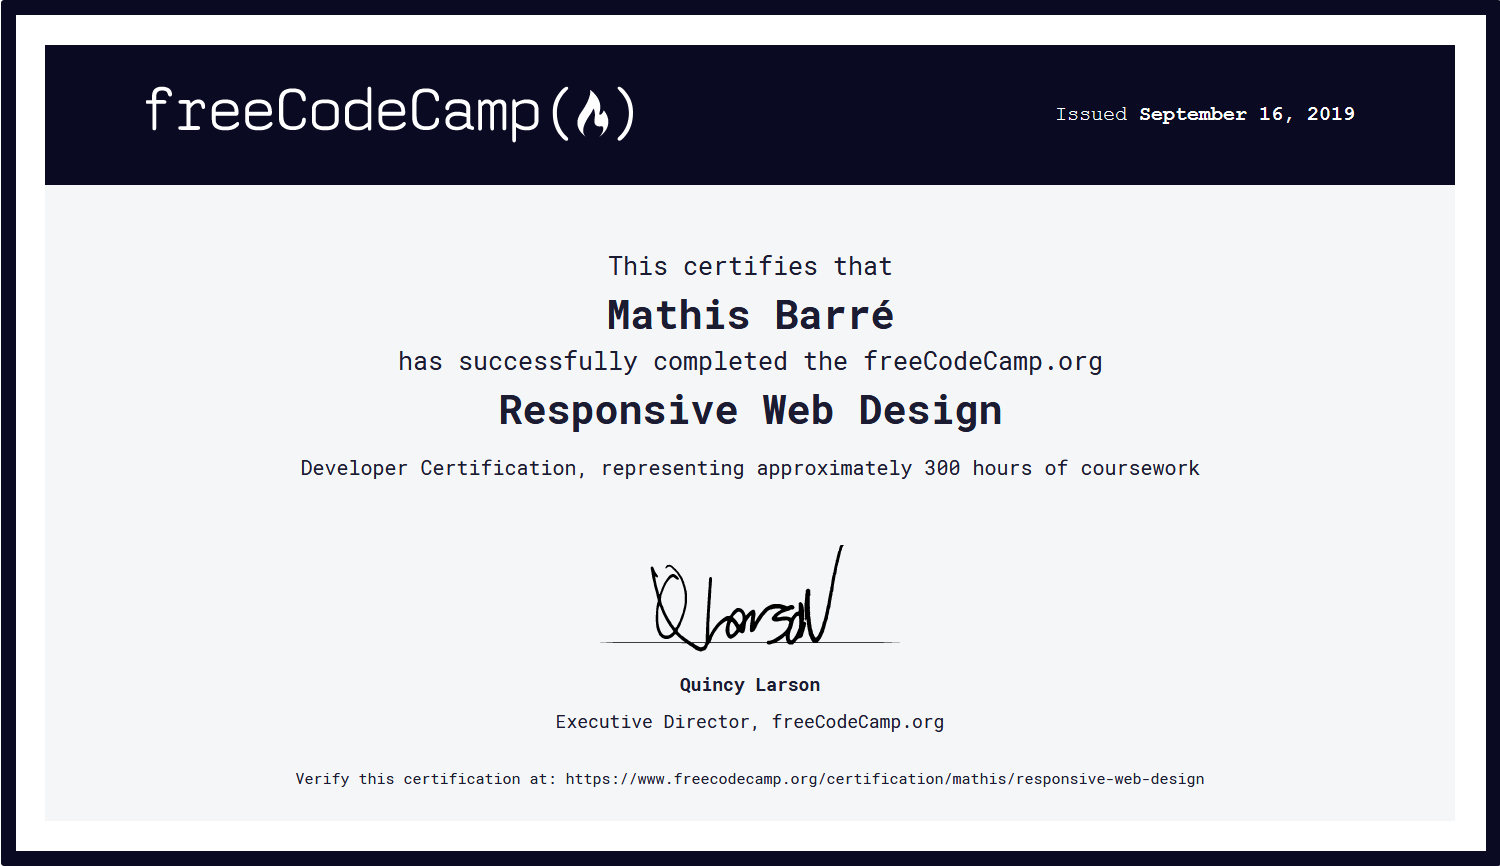 freeCodeCamp(🔥)
Issued September 16, 2019
This certifies that
Mathis Barré
has successfully completed the freeCodeCamp.org
Responsive Web Design
Developer Certification, representing approximately 300 hours of coursework
Q Larson
Quincy Larson
Executive Director, freeCodeCamp.org
Verify this certification at: https://www.freecodecamp.org/certification/mathis/responsive-web-design